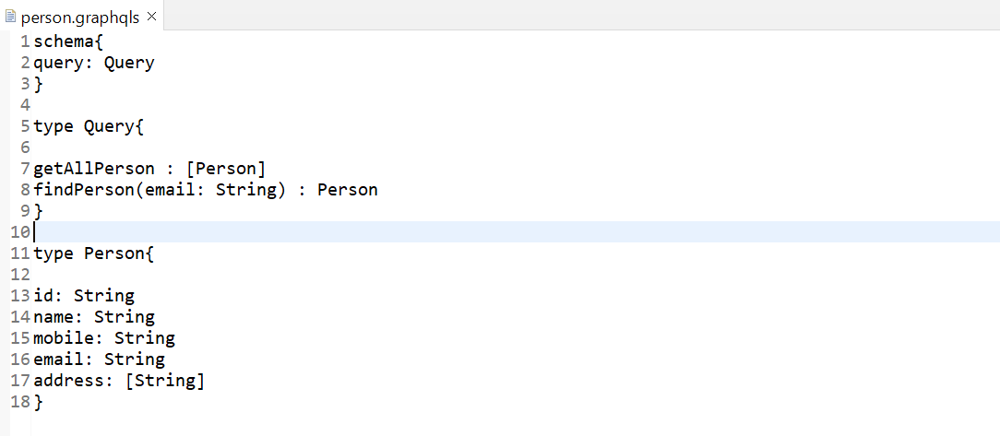 person.graphqls
1 schema{
2 query: Query
3 }
4
5 type Query{
6
7 getAllPerson : [Person]
8 findPerson(email: String) : Person
9 }
10
11 type Person{
12
13 id: String
14 name: String
15 mobile: String
16 email: String
17 address: [String]
18 }